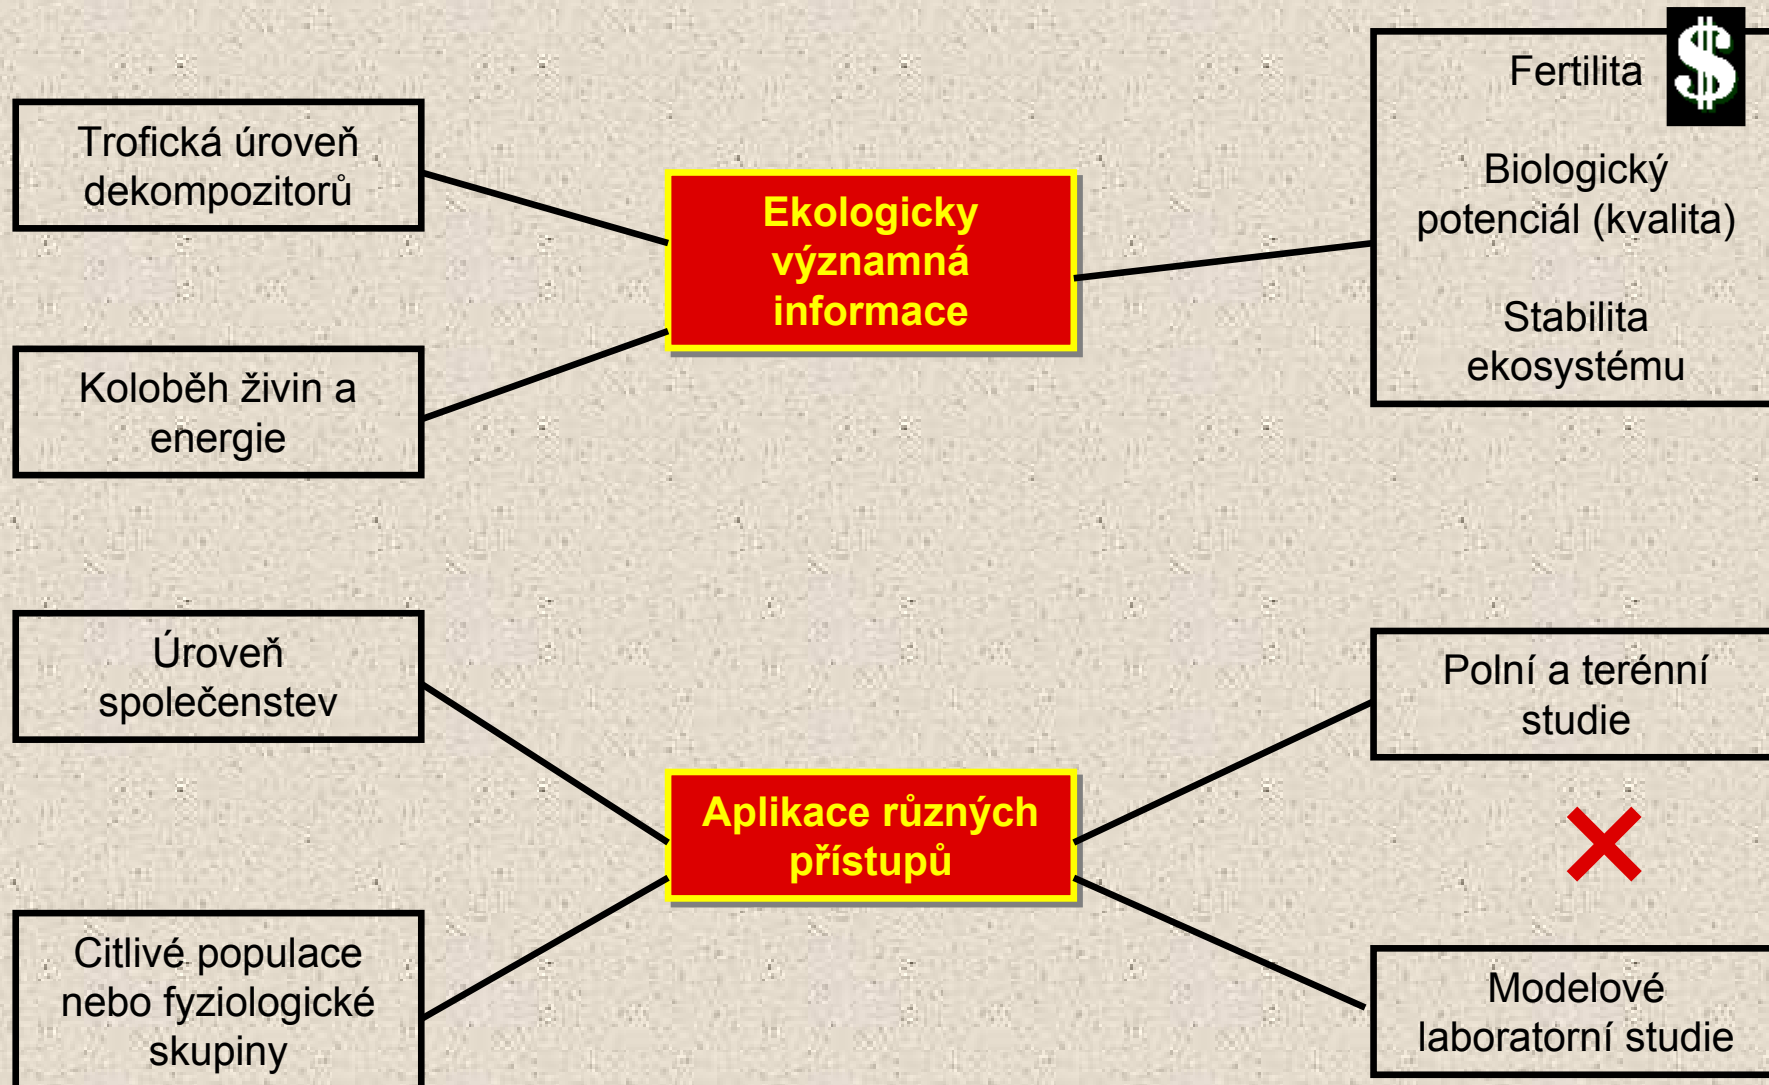 Trofická úroveň
dekompozitorů
Koloběh živin a
energie
Ekologicky
významná
informace
Fertilita
$
Biologický
potenciál (kvalita)
Stabilita
ekosystému
Úroveň
společenstev
Citlivé populace
nebo fyziologické
skupiny
Aplikace různých
přístupů
Polní a terénní
studie
Modelové
laboratorní studie